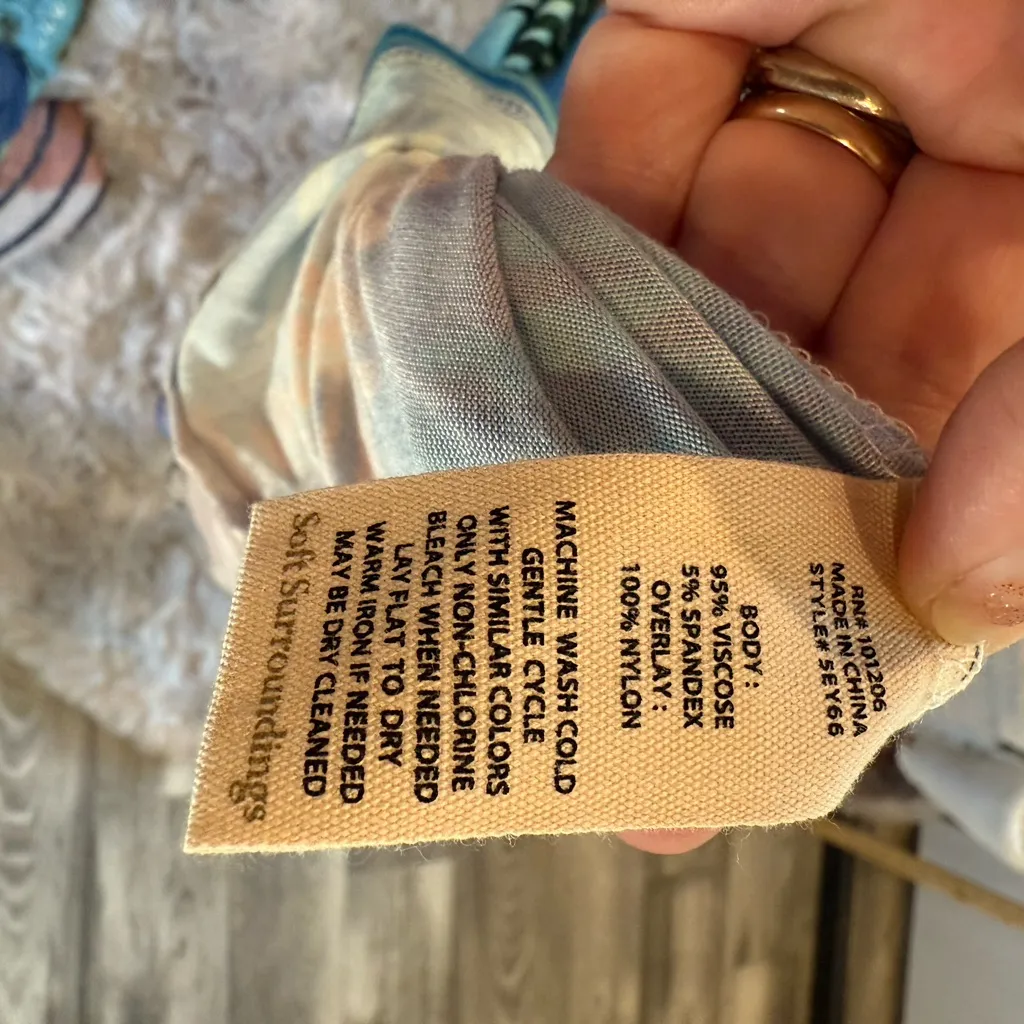 RN# 1012066
MADE IN CHINA
STYLE# 5EY66
BODY:
95% VISCOSE
5% SPANDEX
OVERLAY:
100% NYLON
MACHINE WASH COLD
GENTLE CYCLE
WITH SIMILAR COLORS
ONLY NON-CHLORINE
BLEACH WHEN NEEDED
LAY FLAT TO DRY
WARM IRON IF NEEDED
MAY BE DRY CLEANED
Soft Surroundings